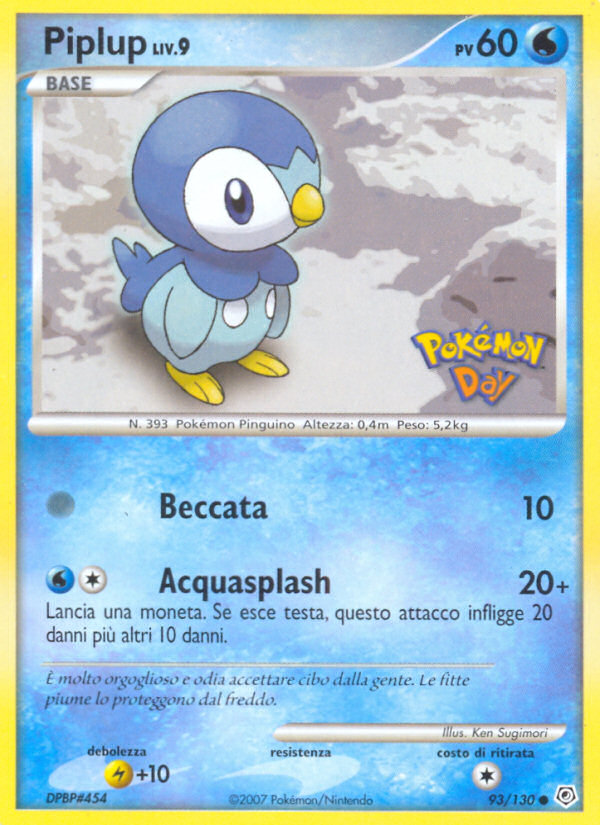 Piplup LIV.9 PV 60
BASE
POKéMON
Day
N. 393 Pokémon Pinguino Altezza: 0,4m Peso: 5,2kg
Beccata 10
Acquasplash 20+
Lancia una moneta. Se esce testa, questo attacco infligge 20
danni più altri 10 danni.
È molto orgoglioso e odia accettare cibo dalla gente. Le fitte
piume lo proteggono dal freddo.
Illus. Ken Sugimori
debolezza resistenza costo di ritirata
+10
DPBP#454 ©2007 Pokémon/Nintendo 93/130